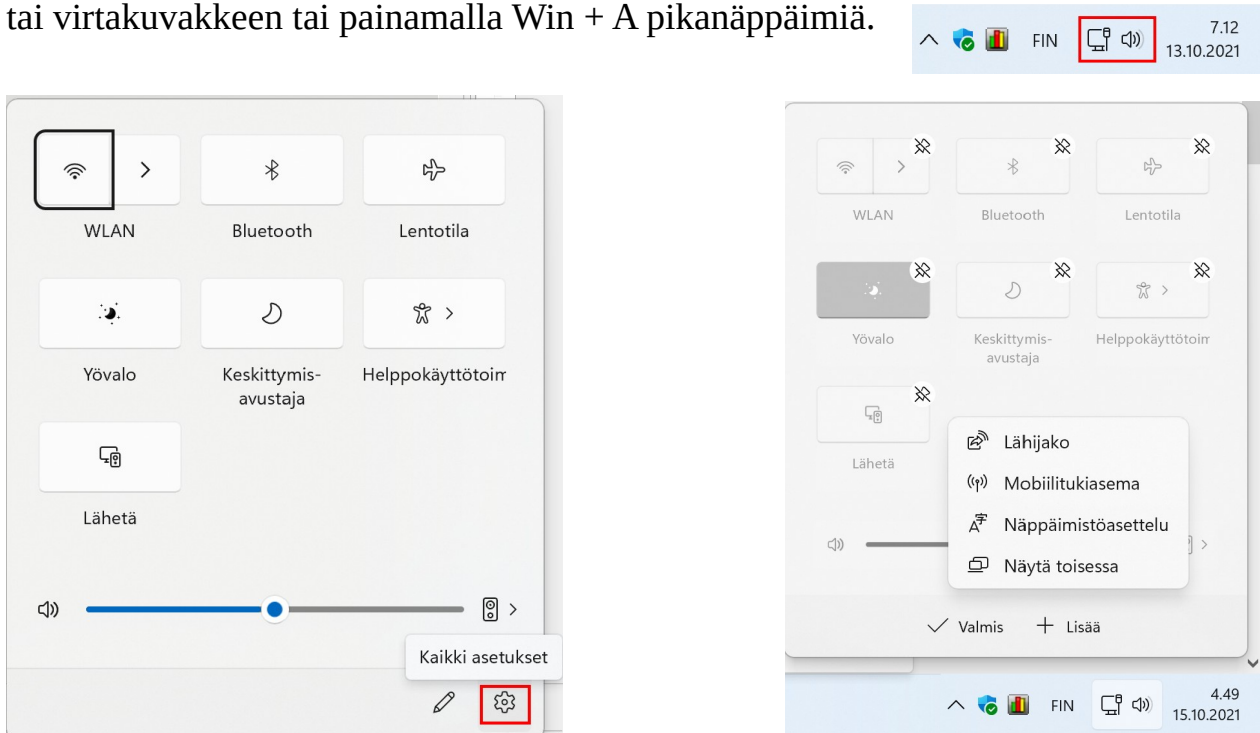 tai virtakuvakkeen tai painamalla Win + A pikanäppäimiä.
FIN
7.12
13.10.2021
WLAN
Bluetooth
Lentotila
Yövalo
Keskittymis-
avustaja
Helppokäyttötoim
Lähetä
Kaikki asetukset
WLAN
Bluetooth
Lentotila
Yövalo
Keskittymis-
avustaja
Helppokäyttötoim
Lähetä
Lähijako
Mobiilitukiasema
Näppäimistöasettelu
Näytä toisessa
Valmis
Lisää
FIN
4.49
15.10.2021